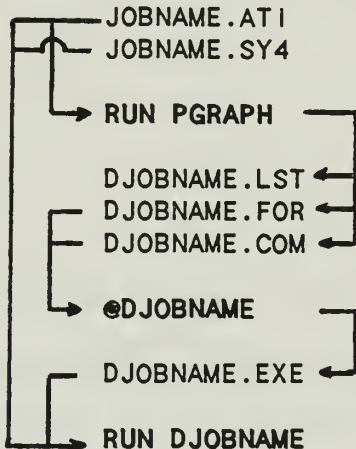 JOBNAME.ATI
JOBNAME.SY4
RUN PGRAPH
DJOBNAME.LST
DJOBNAME.FOR
DJOBNAME.COM
@DJOBNAME
DJOBNAME.EXE
RUN DJOBNAME